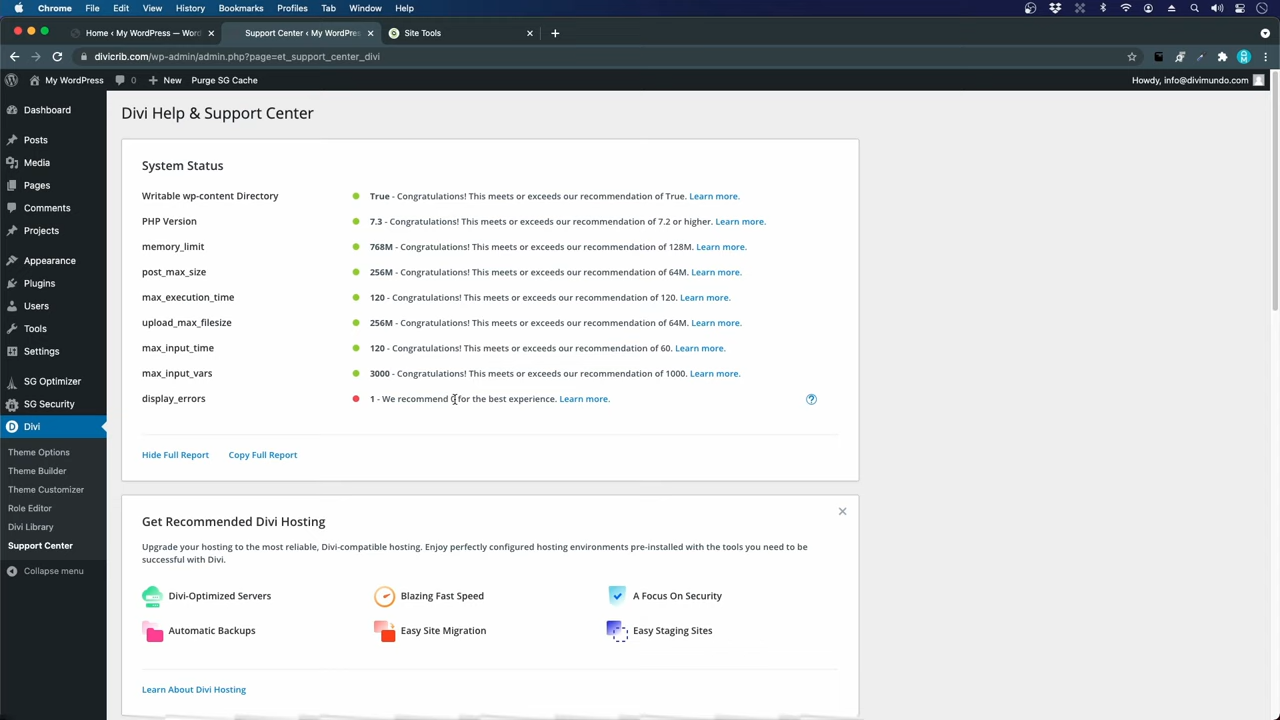 Chrome File Edit View History Bookmarks Profiles Tab Window Help
Home ‹ My WordPress — Word
Support Center ‹ My WordPres
Site Tools
divicrib.com/wp-admin/admin.php?page=et_support_center_divi
My WordPress 0 New Purge SG Cache Howdy, info@divimundo.com
Dashboard
Posts
Media
Pages
Comments
Projects
Appearance
Plugins
Users
Tools
Settings
SG Optimizer
SG Security
Divi
Theme Options
Theme Builder
Theme Customizer
Role Editor
Divi Library
Support Center
Collapse menu
Divi Help & Support Center
System Status
Writable wp-content Directory True - Congratulations! This meets or exceeds our recommendation of True. Learn more.
PHP Version 7.3 - Congratulations! This meets or exceeds our recommendation of 7.2 or higher. Learn more.
memory_limit 768M - Congratulations! This meets or exceeds our recommendation of 128M. Learn more.
post_max_size 256M - Congratulations! This meets or exceeds our recommendation of 64M. Learn more.
max_execution_time 120 - Congratulations! This meets or exceeds our recommendation of 120. Learn more.
upload_max_filesize 256M - Congratulations! This meets or exceeds our recommendation of 64M. Learn more.
max_input_time 120 - Congratulations! This meets or exceeds our recommendation of 60. Learn more.
max_input_vars 3000 - Congratulations! This meets or exceeds our recommendation of 1000. Learn more.
display_errors 1 - We recommend 0 for the best experience. Learn more.
Hide Full Report Copy Full Report
Get Recommended Divi Hosting
Upgrade your hosting to the most reliable, Divi-compatible hosting. Enjoy perfectly configured hosting environments pre-installed with the tools you need to be
successful with Divi.
Divi-Optimized Servers Blazing Fast Speed A Focus On Security
Automatic Backups Easy Site Migration Easy Staging Sites
Learn About Divi Hosting